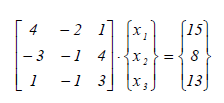 [ 4 −2 1 ] { x₁ } { 15 }
[ −3 −1 4 ] · { x₂ } = { 8 }
[ 1 −1 3 ] { x₃ } { 13 }